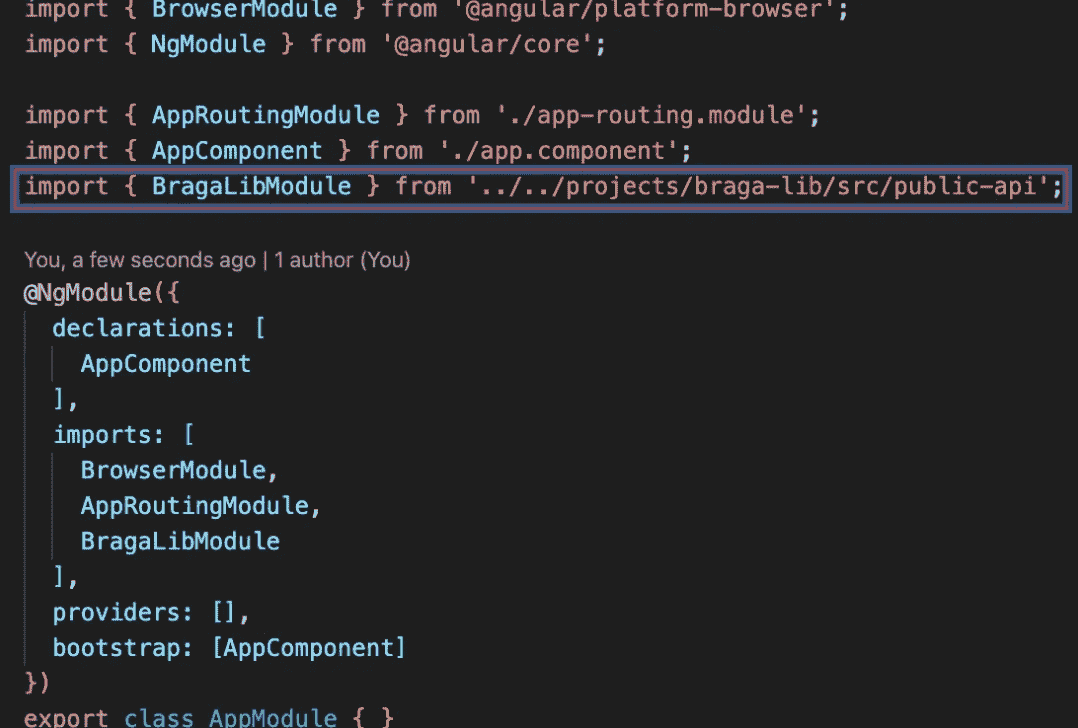 import { BrowserModule } from '@angular/platform-browser';
import { NgModule } from '@angular/core';
import { AppRoutingModule } from './app-routing.module';
import { AppComponent } from './app.component';
import { BragaLibModule } from '../../projects/braga-lib/src/public-api';
You, a few seconds ago | 1 author (You)
@NgModule({
declarations: [
AppComponent
],
imports: [
BrowserModule,
AppRoutingModule,
BragaLibModule
],
providers: [],
bootstrap: [AppComponent]
})
export class AppModule { }